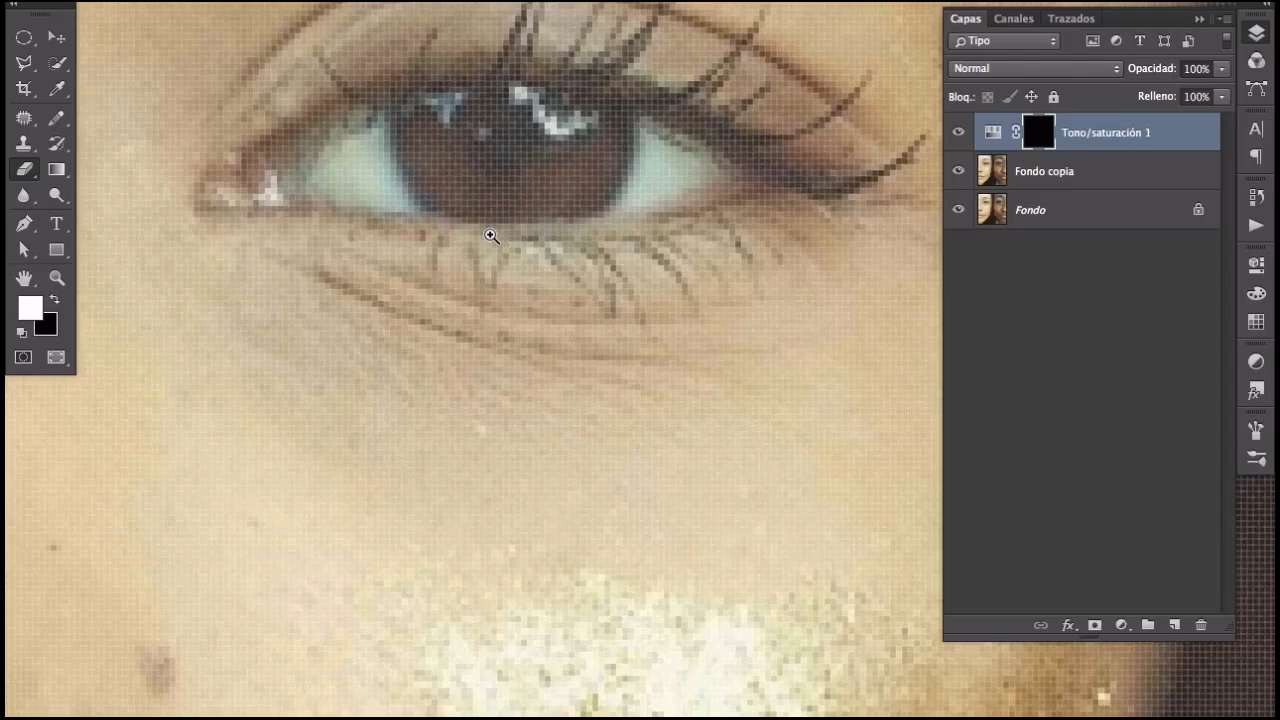 Capas Canales Trazados
Tipo
Normal Opacidad: 100%
Bloq.: Relleno: 100%
Tono/saturación 1
Fondo copia
Fondo